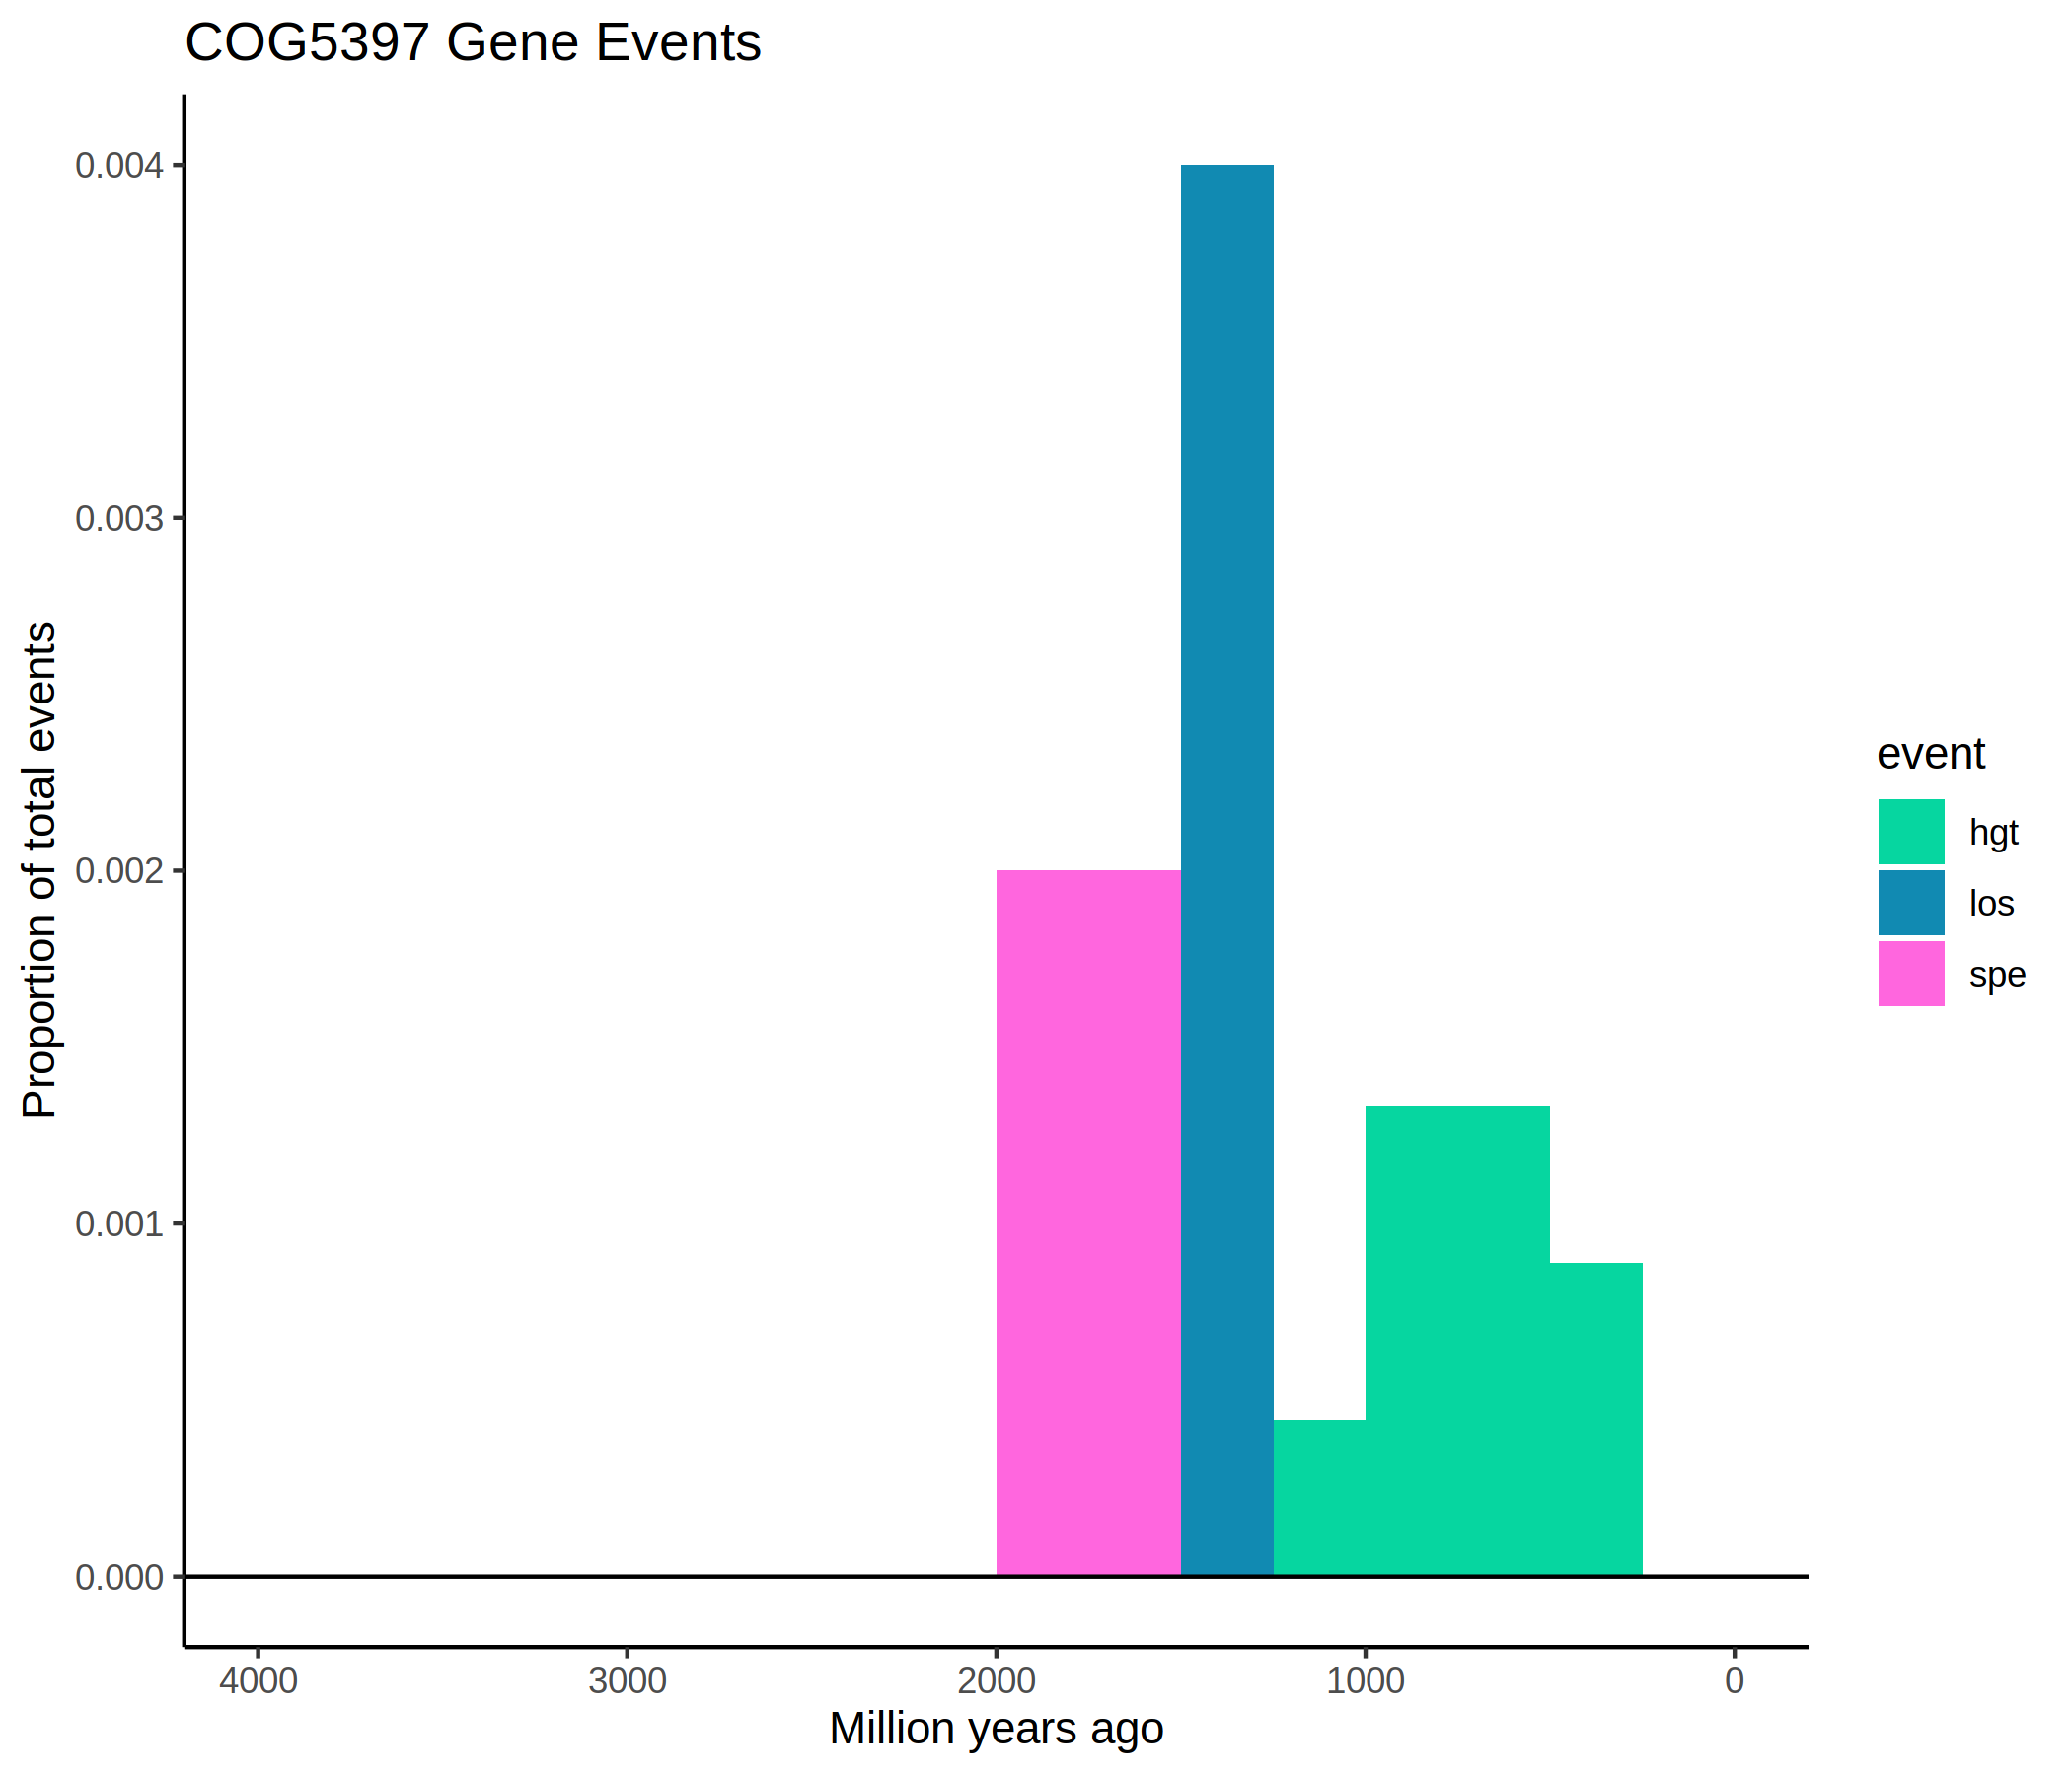 COG5397 Gene Events
0.004
0.003
0.002
0.001
0.000
Proportion of total events
4000 3000 2000 1000 0
Million years ago
event
hgt
los
spe